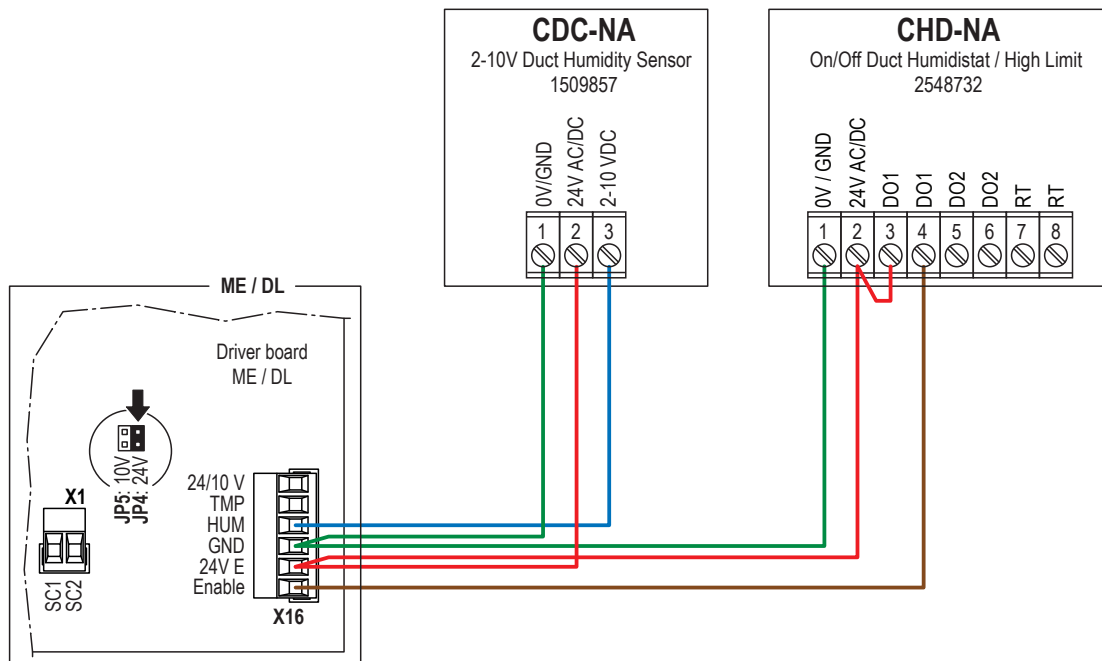 CDC-NA
2-10V Duct Humidity Sensor
1509857
0V/GND
24V AC/DC
2-10 VDC
1 2 3
CHD-NA
On/Off Duct Humidistat / High Limit
2548732
0V / GND
24V AC/DC
DO1
DO1
DO2
DO2
RT
RT
1 2 3 4 5 6 7 8
ME / DL
Driver board
ME / DL
JP5: 10V
JP4: 24V
X1
SC1
SC2
24/10 V
TMP
HUM
GND
24V E
Enable
X16